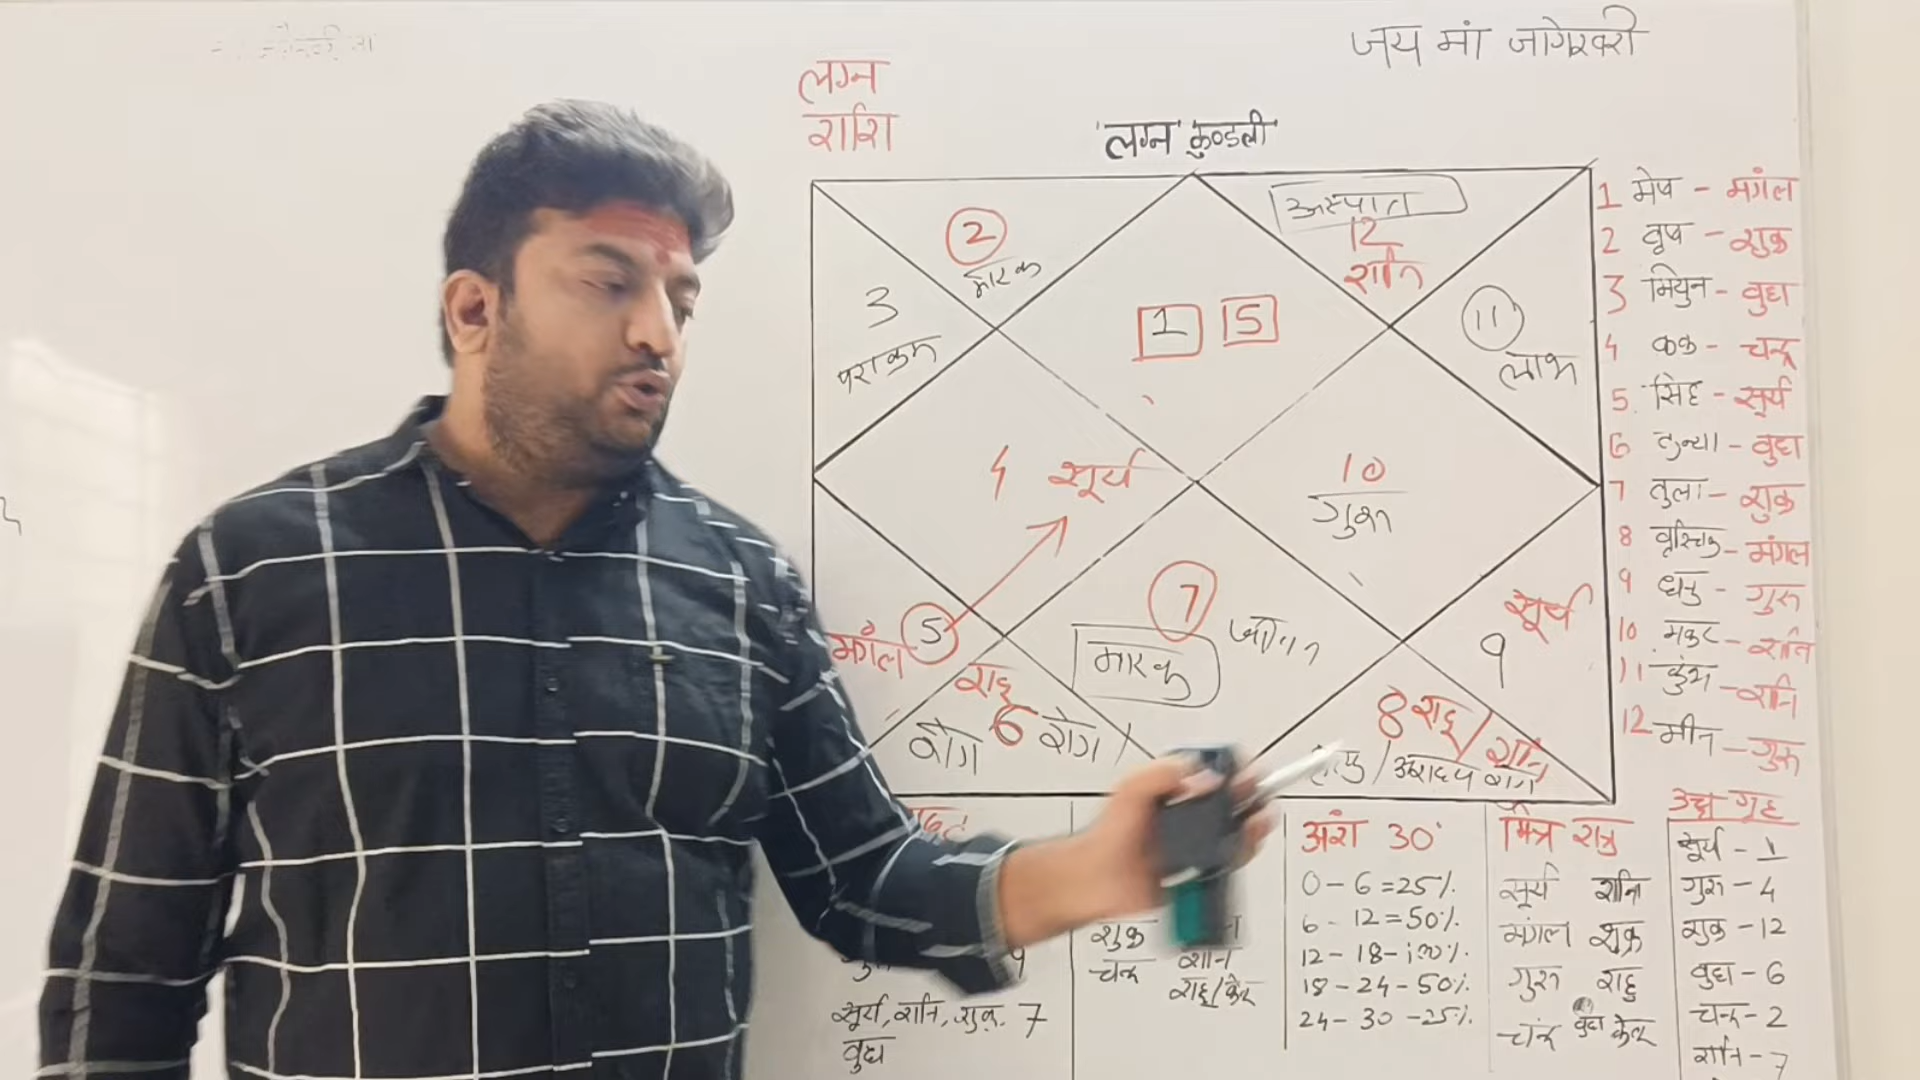 जय मां जागेश्वरी
लग्न
राशि
'लग्न' कुण्डली
अस्पताल
12
शनि
2
मारक
3
पराक्रम
1 5
11
लाभ
4 सूर्य
10
गुरू
5
मंगल
राहू
6
रोग
7
मारक
सूर्य
9
8 राहू / शनि
1 मेष - मगंल
2 वृष - शुक्र
3 मिथुन - बुध
4 कर्क - चन्द्र
5. सिंह - सूर्य
6 कन्या - बुध
7 तुला - शुक्र
8 वृश्चिक - मंगल
9 धनु - गुरू
10 मकर - शनि
11 कुंभ - शनि
12 मीन - गुरू
सूर्य, शनि, शुक्र, 7
बुध
शुक्र
चन्द्र शनि
राहू/केतु
अंश 30°
0 - 6 = 25%
6 - 12 = 50%
12 - 18 - 100%
18 - 24 - 50%
24 - 30 - 25%
मित्र शत्रु
सूर्य शनि
मंगल शुक्र
गुरू राहु
चंन्द्र बुध केतु
उच्च गृह
सूर्य - 1
गुरू - 4
शुक्र - 12
बुध - 6
चन्द्र - 2
शनि - 7